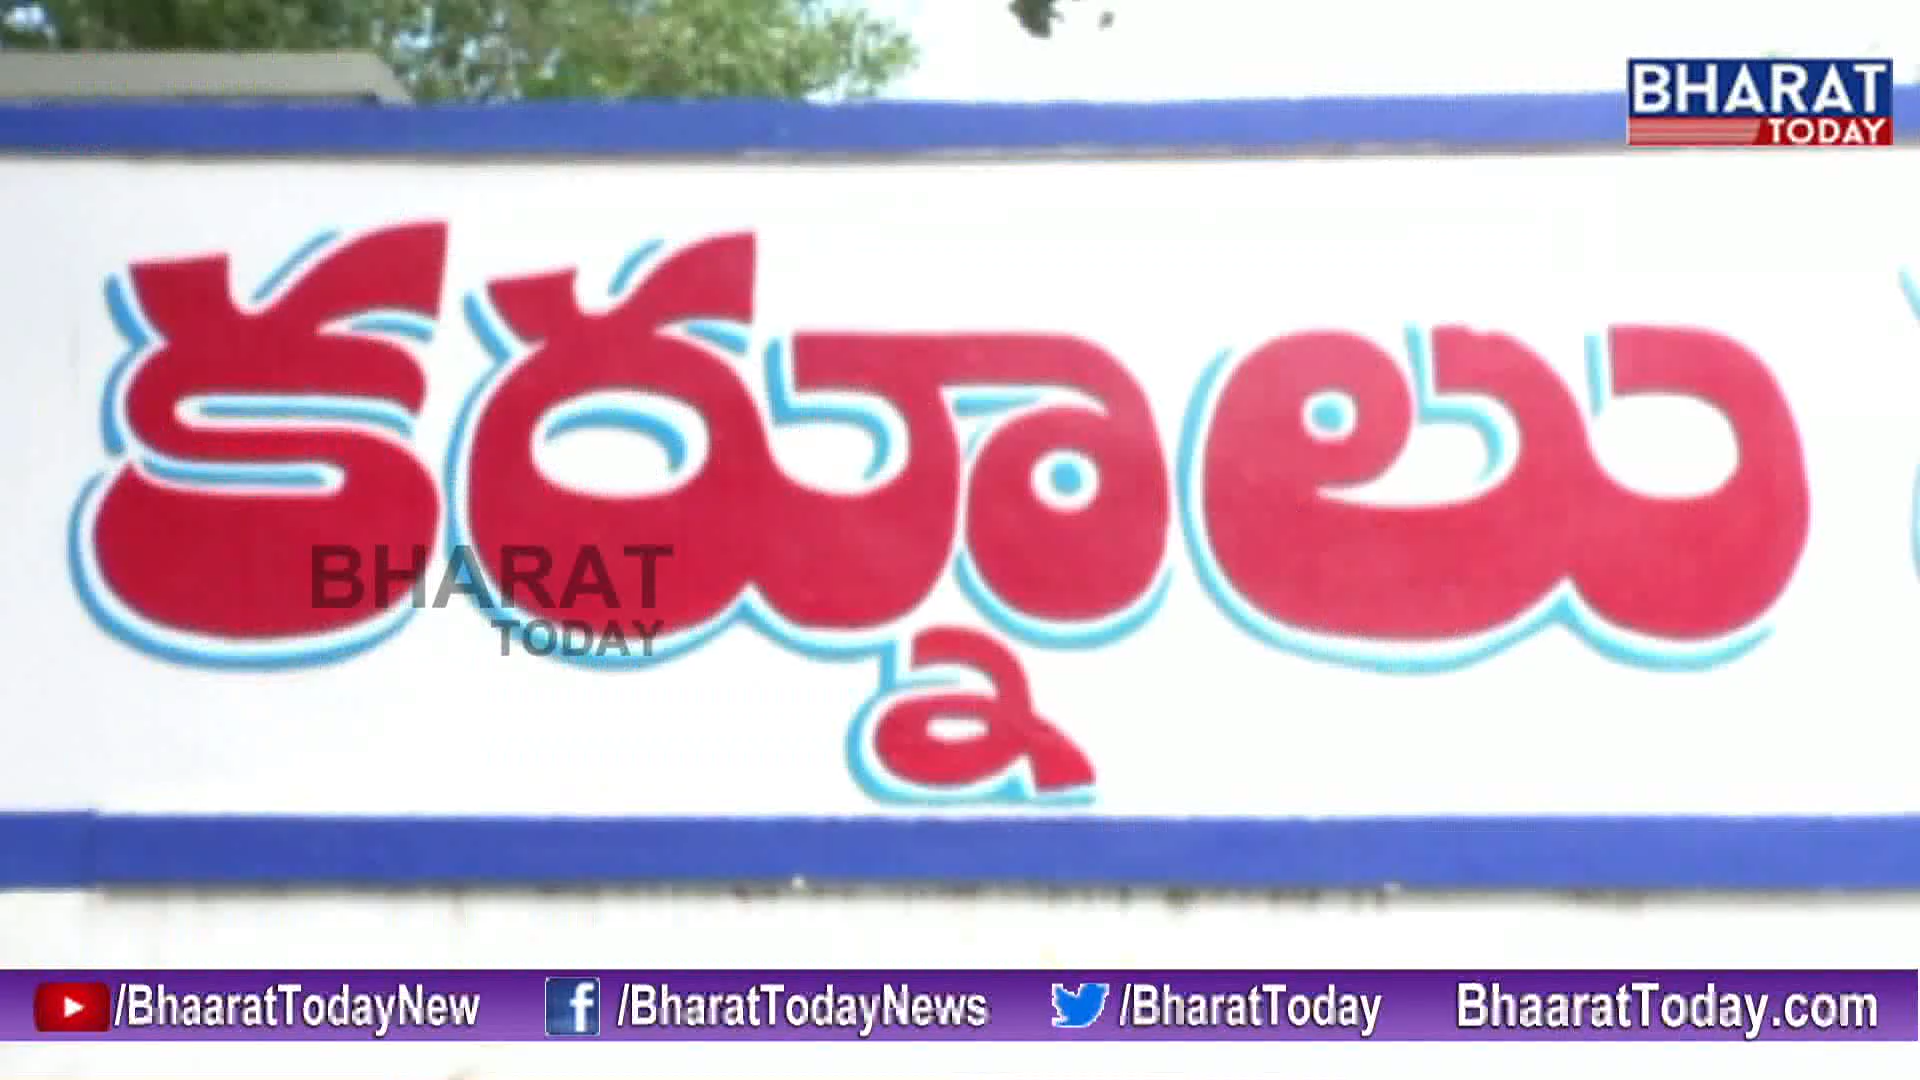 BHARAT
TODAY
కర్నూలు
BHARAT
TODAY
/BhaaratTodayNew /BharatTodayNews /BharatToday BhaaratToday.com